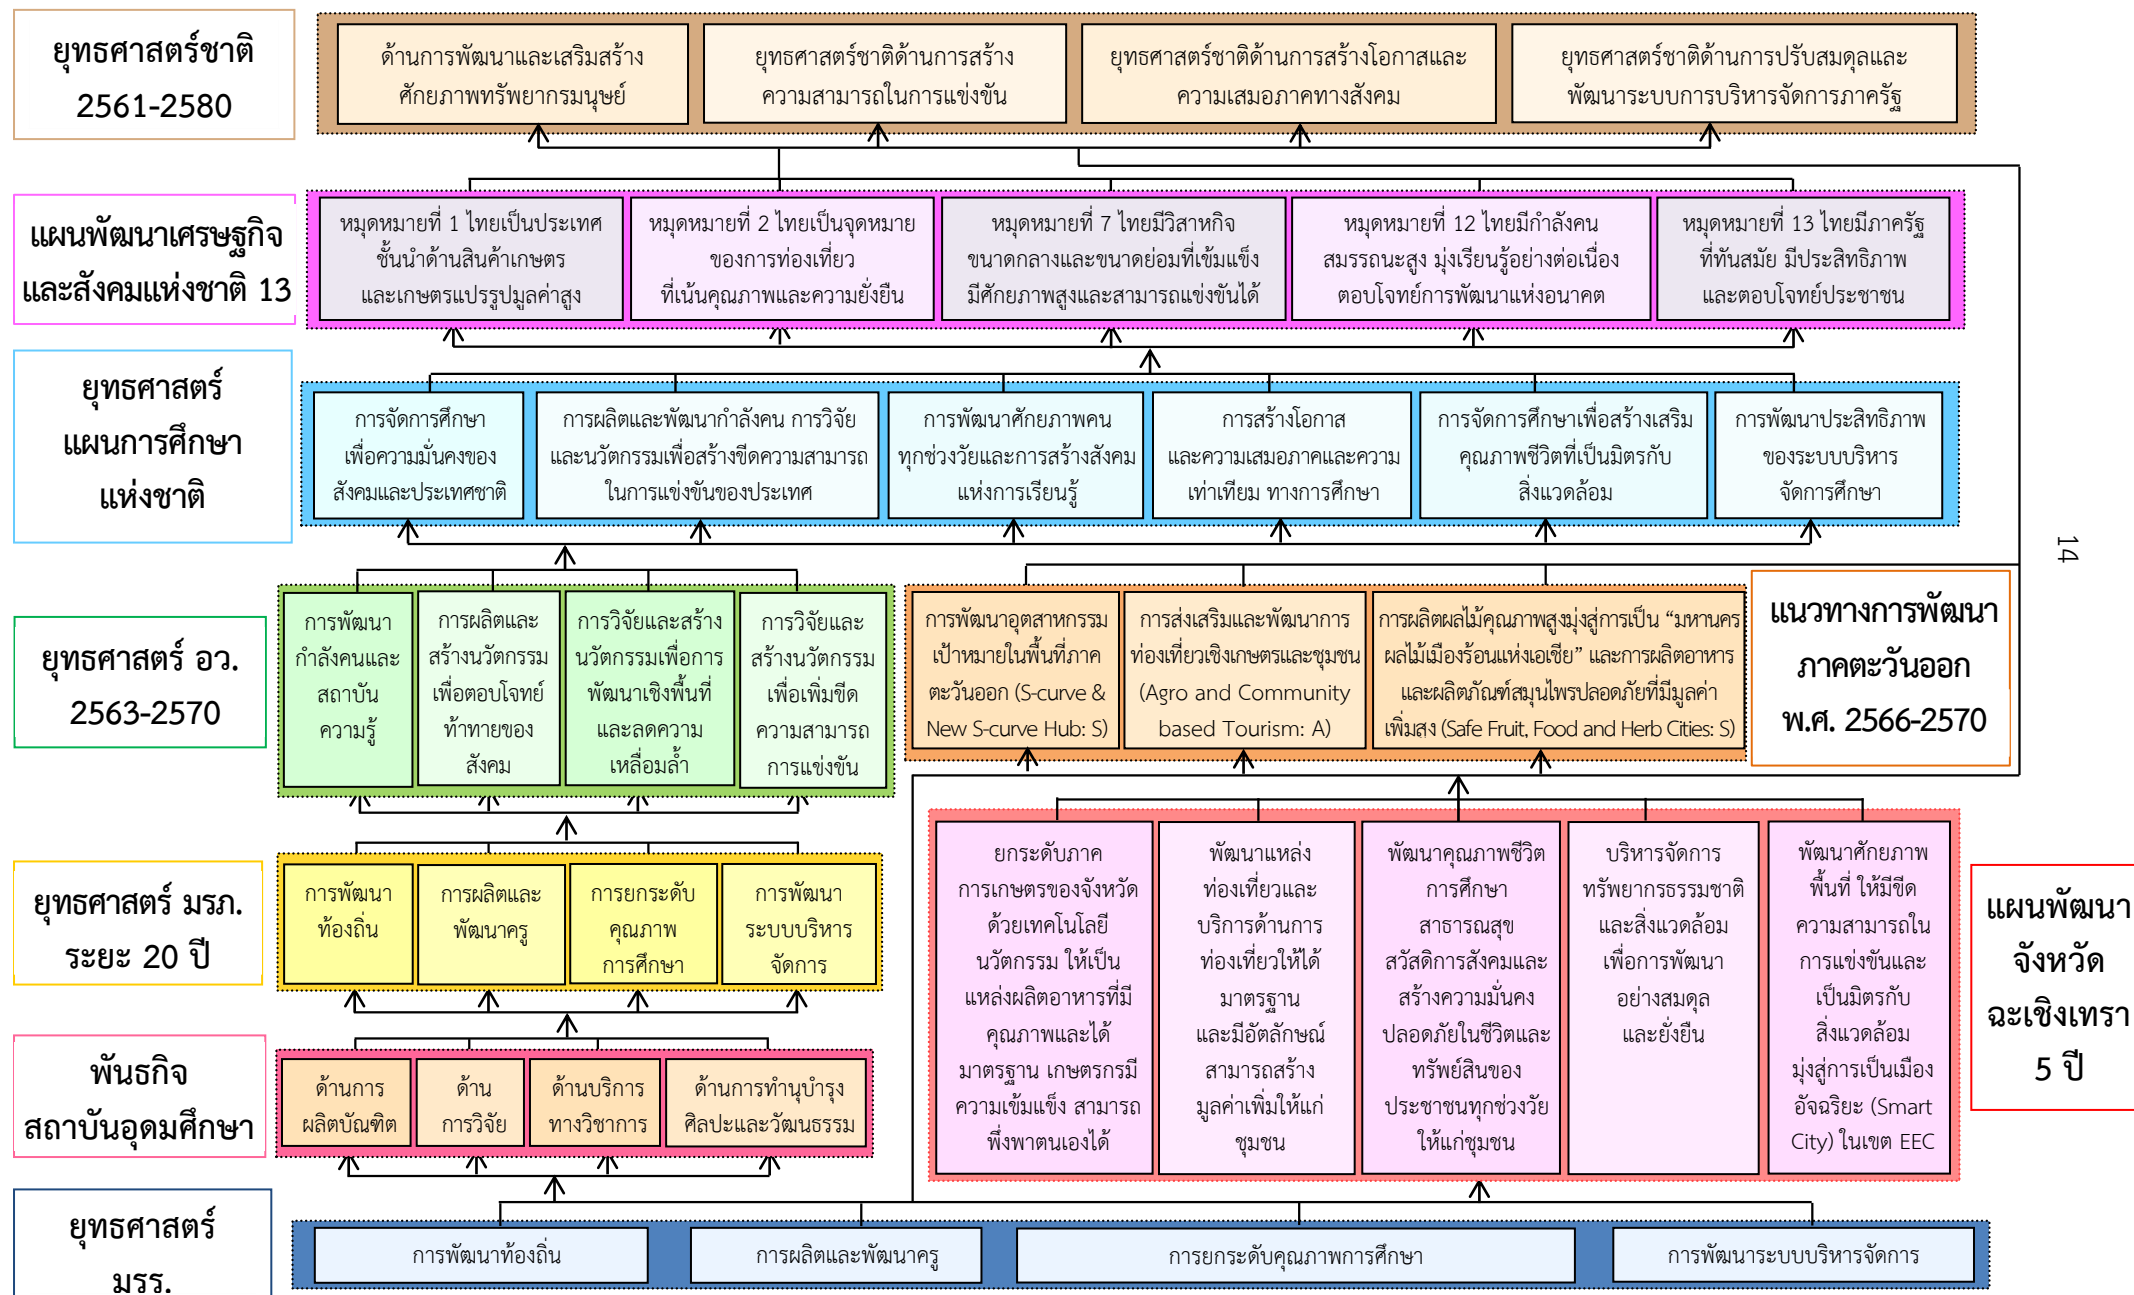 ยุทธศาสตร์ชาติ
2561-2580
ด้านการพัฒนาและเสริมสร้าง
ศักยภาพทรัพยากรมนุษย์
ยุทธศาสตร์ชาติด้านการสร้าง
ความสามารถในการแข่งขัน
ยุทธศาสตร์ชาติด้านการสร้างโอกาสและ
ความเสมอภาคทางสังคม
ยุทธศาสตร์ชาติด้านการปรับสมดุลและ
พัฒนาระบบการบริหารจัดการภาครัฐ
แผนพัฒนาเศรษฐกิจ
และสังคมแห่งชาติ 13
หมุดหมายที่ 1 ไทยเป็นประเทศ
ชั้นนำด้านสินค้าเกษตร
และเกษตรแปรรูปมูลค่าสูง
หมุดหมายที่ 2 ไทยเป็นจุดหมาย
ของการท่องเที่ยว
ที่เน้นคุณภาพและความยั่งยืน
หมุดหมายที่ 7 ไทยมีวิสาหกิจ
ขนาดกลางและขนาดย่อมที่เข้มแข็ง
มีศักยภาพสูงและสามารถแข่งขันได้
หมุดหมายที่ 12 ไทยมีกำลังคน
สมรรถนะสูง มุ่งเรียนรู้อย่างต่อเนื่อง
ตอบโจทย์การพัฒนาแห่งอนาคต
หมุดหมายที่ 13 ไทยมีภาครัฐ
ที่ทันสมัย มีประสิทธิภาพ
และตอบโจทย์ประชาชน
ยุทธศาสตร์
แผนการศึกษา
แห่งชาติ
การจัดการศึกษา
เพื่อความมั่นคงของ
สังคมและประเทศชาติ
การผลิตและพัฒนากำลังคน การวิจัย
และนวัตกรรมเพื่อสร้างขีดความสามารถ
ในการแข่งขันของประเทศ
การพัฒนาศักยภาพคน
ทุกช่วงวัยและการสร้างสังคม
แห่งการเรียนรู้
การสร้างโอกาส
และความเสมอภาคและความ
เท่าเทียม ทางการศึกษา
การจัดการศึกษาเพื่อสร้างเสริม
คุณภาพชีวิตที่เป็นมิตรกับ
สิ่งแวดล้อม
การพัฒนาประสิทธิภาพ
ของระบบบริหาร
จัดการศึกษา
14
ยุทธศาสตร์ อว.
2563-2570
การพัฒนา
กำลังคนและ
สถาบัน
ความรู้
การผลิตและ
สร้างนวัตกรรม
เพื่อตอบโจทย์
ท้าทายของ
สังคม
การวิจัยและสร้าง
นวัตกรรมเพื่อการ
พัฒนาเชิงพื้นที่
และลดความ
เหลื่อมล้ำ
การวิจัยและ
สร้างนวัตกรรม
เพื่อเพิ่มขีด
ความสามารถ
การแข่งขัน
การพัฒนาอุตสาหกรรม
เป้าหมายในพื้นที่ภาค
ตะวันออก (S-curve &
New S-curve Hub: S)
การส่งเสริมและพัฒนาการ
ท่องเที่ยวเชิงเกษตรและชุมชน
(Agro and Community
based Tourism: A)
การผลิตผลไม้คุณภาพสูงมุ่งสู่การเป็น “มหานคร
ผลไม้เมืองร้อนแห่งเอเชีย” และการผลิตอาหาร
และผลิตภัณฑ์สมุนไพรปลอดภัยที่มีมูลค่า
เพิ่มสูง (Safe Fruit, Food and Herb Cities: S)
แนวทางการพัฒนา
ภาคตะวันออก
พ.ศ. 2566-2570
ยุทธศาสตร์ มรภ.
ระยะ 20 ปี
การพัฒนา
ท้องถิ่น
การผลิตและ
พัฒนาครู
การยกระดับ
คุณภาพ
การศึกษา
การพัฒนา
ระบบบริหาร
จัดการ
ยกระดับภาค
การเกษตรของจังหวัด
ด้วยเทคโนโลยี
นวัตกรรม ให้เป็น
แหล่งผลิตอาหารที่มี
คุณภาพและได้
มาตรฐาน เกษตรกรมี
ความเข้มแข็ง สามารถ
พึ่งพาตนเองได้
พัฒนาแหล่ง
ท่องเที่ยวและ
บริการด้านการ
ท่องเที่ยวให้ได้
มาตรฐาน
และมีอัตลักษณ์
สามารถสร้าง
มูลค่าเพิ่มให้แก่
ชุมชน
พัฒนาคุณภาพชีวิต
การศึกษา
สาธารณสุข
สวัสดิการสังคมและ
สร้างความมั่นคง
ปลอดภัยในชีวิตและ
ทรัพย์สินของ
ประชาชนทุกช่วงวัย
ให้แก่ชุมชน
บริหารจัดการ
ทรัพยากรธรรมชาติ
และสิ่งแวดล้อม
เพื่อการพัฒนา
อย่างสมดุล
และยั่งยืน
พัฒนาศักยภาพ
พื้นที่ ให้มีขีด
ความสามารถใน
การแข่งขันและ
เป็นมิตรกับ
สิ่งแวดล้อม
มุ่งสู่การเป็นเมือง
อัจฉริยะ (Smart
City) ในเขต EEC
แผนพัฒนา
จังหวัด
ฉะเชิงเทรา
5 ปี
พันธกิจ
สถาบันอุดมศึกษา
ด้านการ
ผลิตบัณฑิต
ด้าน
การวิจัย
ด้านบริการ
ทางวิชาการ
ด้านการทำนุบำรุง
ศิลปะและวัฒนธรรม
ยุทธศาสตร์
มรร.
การพัฒนาท้องถิ่น
การผลิตและพัฒนาครู
การยกระดับคุณภาพการศึกษา
การพัฒนาระบบบริหารจัดการ